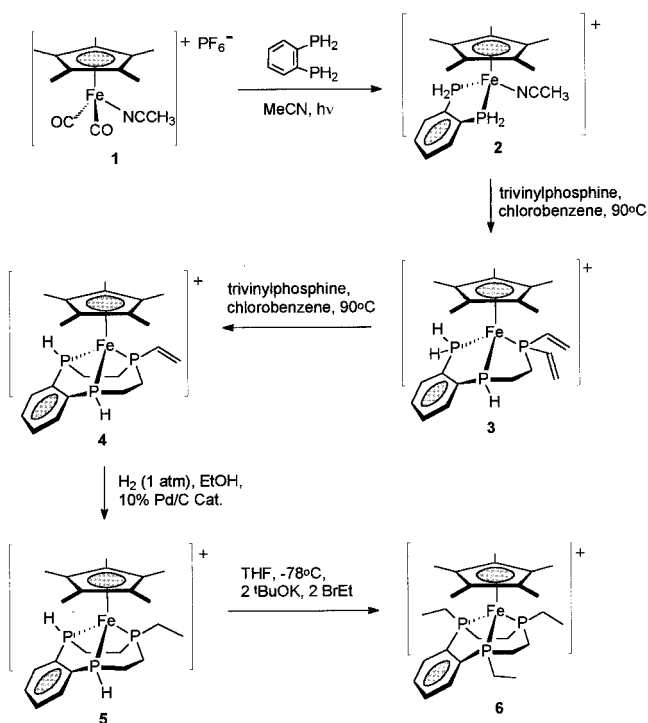 + PF6−
PH2
PH2
MeCN, hν
Fe
OC
CO
NCCH3
1
+
Fe
H2P
PH2
NCCH3
2
trivinylphosphine,
chlorobenzene, 90oC
+
Fe
H
P
P
P
H
4
trivinylphosphine,
chlorobenzene, 90oC
+
Fe
P
H2
P
P
H
3
H2 (1 atm), EtOH,
10% Pd/C Cat.
+
Fe
H
P
P
P
H
5
THF, -78oC,
2 tBuOK, 2 BrEt
+
Fe
P
P
P
6